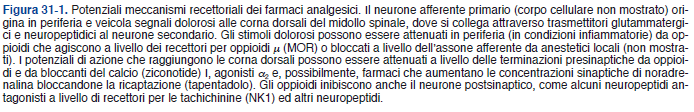 Figura 31-1. Potenziali meccanismi recettoriali dei farmaci analgesici. Il neurone afferente primario (corpo cellulare non mostrato) ori-
gina in periferia e veicola segnali dolorosi alle corna dorsali del midollo spinale, dove si collega attraverso trasmettitori glutammatergi-
ci e neuropeptidici al neurone secondario. Gli stimoli dolorosi possono essere attenuati in periferia (in condizioni infiammatorie) da op-
pioidi che agiscono a livello dei recettori per oppioidi μ (MOR) o bloccati a livello dell'assone afferente da anestetici locali (non mostra-
ti). I potenziali di azione che raggiungono le corna dorsali possono essere attenuati a livello delle terminazioni presinaptiche da oppioi-
di e da bloccanti del calcio (ziconotide) I, agonisti α₂ e, possibilmente, farmaci che aumentano le concentrazioni sinaptiche di noradre-
nalina bloccandone la ricaptazione (tapentadolo). Gli oppioidi inibiscono anche il neurone postsinaptico, come alcuni neuropeptidi an-
tagonisti a livello di recettori per le tachichinine (NK1) ed altri neuropeptidi.